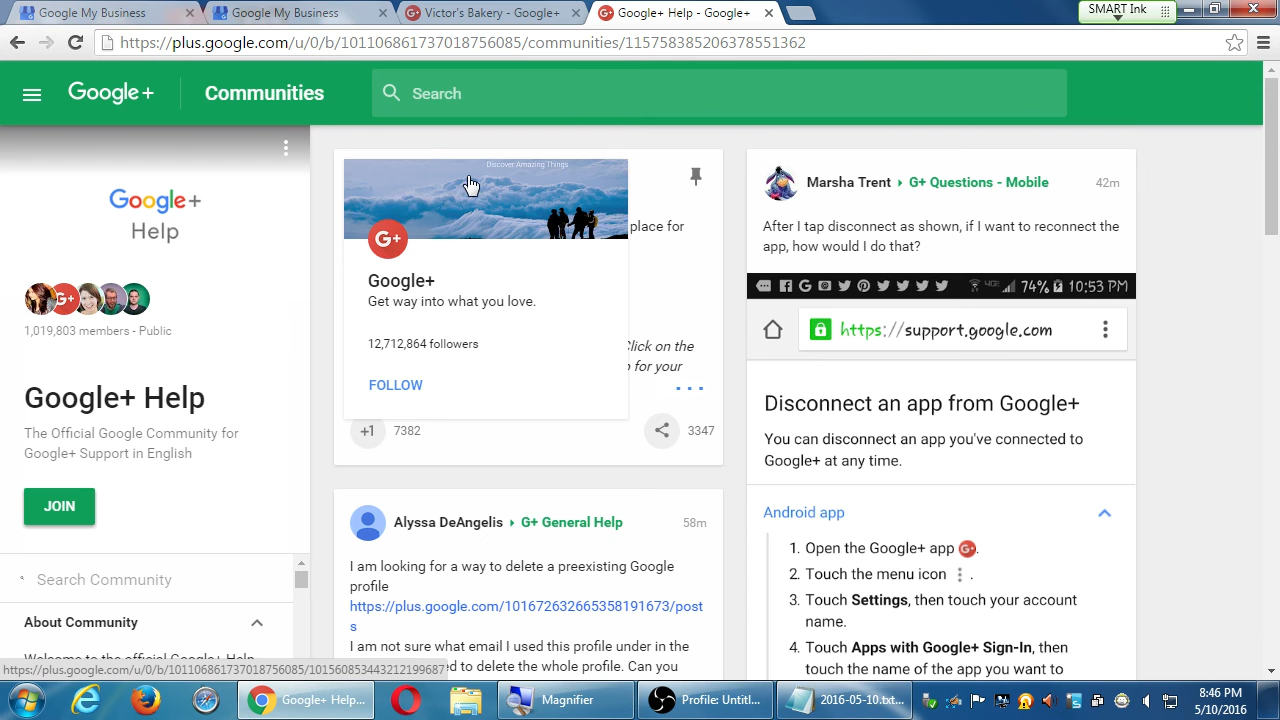 Google My Business
Google My Business
Victor's Bakery - Google+
Google+ Help - Google+
SMART Ink
https://plus.google.com/u/0/b/101106861737018756085/communities/115758385206378551362
Google+
Communities
Search
Google+
Help
1,019,803 members - Public
Google+ Help
The Official Google Community for
Google+ Support in English
JOIN
Search Community
About Community
Welcome to the official Google+ Help
https://plus.google.com/u/0/b/101106861737018756085/101560853443212199687
Discover Amazing Things
G+
Google+
Get way into what you love.
12,712,864 followers
FOLLOW
place for
Click on the
for your
+1
7382
3347
Alyssa DeAngelis
G+ General Help
58m
I am looking for a way to delete a preexisting Google
profile
https://plus.google.com/101672632665358191673/post
s
I am not sure what email I used this profile under in the
to delete the whole profile. Can you
Marsha Trent
G+ Questions - Mobile
42m
After I tap disconnect as shown, if I want to reconnect the
app, how would I do that?
74% 10:53 PM
https://support.google.com
Disconnect an app from Google+
You can disconnect an app you've connected to
Google+ at any time.
Android app
1. Open the Google+ app G+.
2. Touch the menu icon .
3. Touch Settings, then touch your account
name.
4. Touch Apps with Google+ Sign-In, then
touch the name of the app you want to
Google+ Help...
Magnifier
Profile: Untitl...
2016-05-10.txt...
8:46 PM
5/10/2016